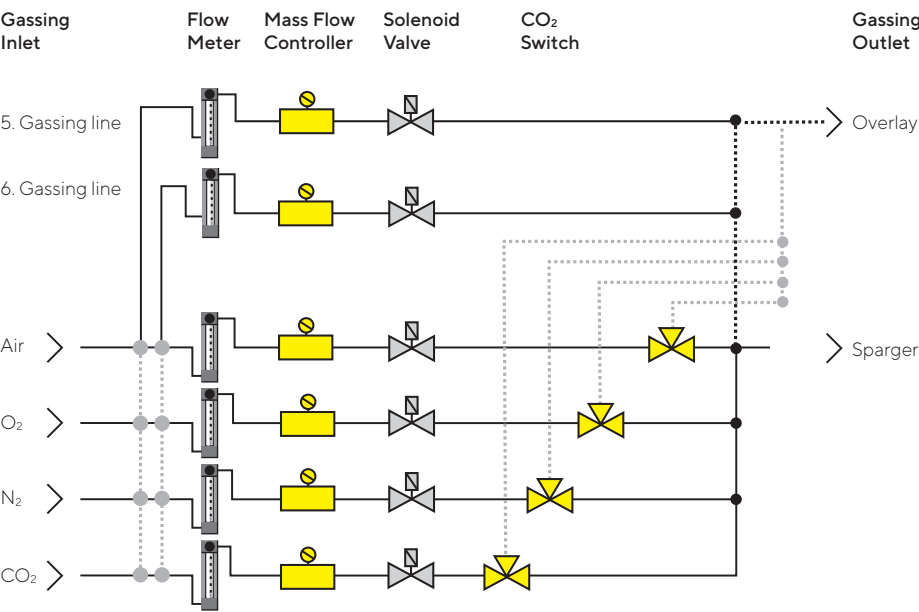 Gassing
Inlet
Flow
Meter
Mass Flow
Controller
Solenoid
Valve
CO₂
Switch
Gassing
Outlet
5. Gassing line
Overlay
6. Gassing line
Air
Sparger
O₂
N₂
CO₂